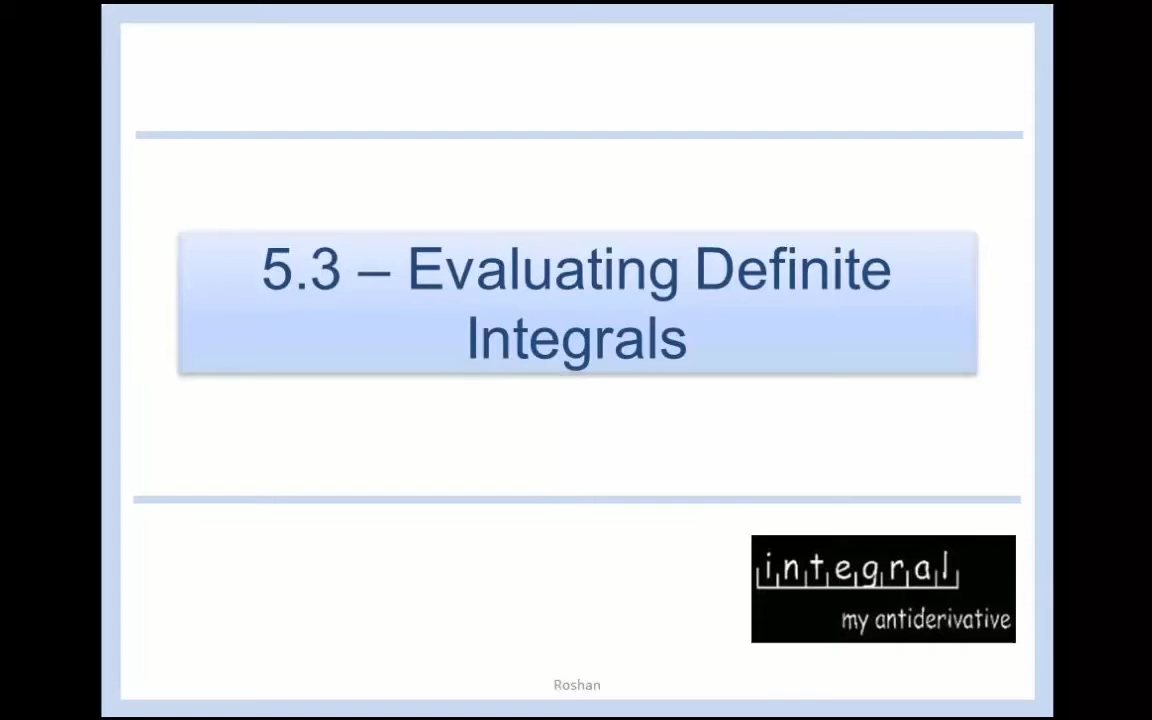 5.3 – Evaluating Definite
Integrals
integral
my antiderivative
Roshan